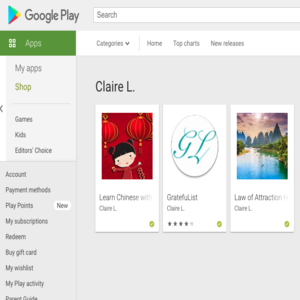 Google Play
Search
Apps
Categories
Home
Top charts
New releases
My apps
Shop
Games
Kids
Editors' Choice
Account
Payment methods
Play Points
New
My subscriptions
Redeem
Buy gift card
My wishlist
My Play activity
Parent Guide
Claire L.
Learn Chinese with
Claire L.
GL
GratefuList
Claire L.
Law of Attraction
Claire L.